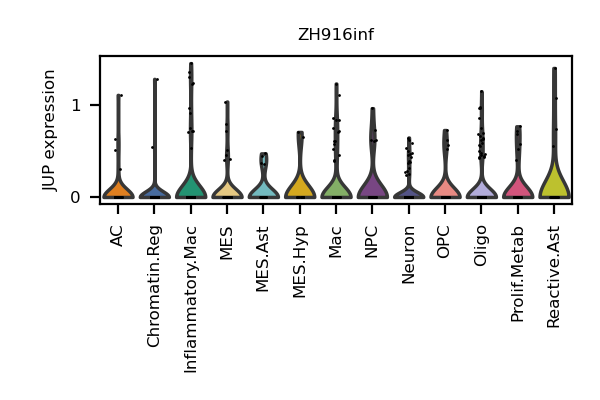 ZH916inf
JUP expression
1
0
AC
Chromatin.Reg
Inflammatory.Mac
MES
MES.Ast
MES.Hyp
Mac
NPC
Neuron
OPC
Oligo
Prolif.Metab
Reactive.Ast